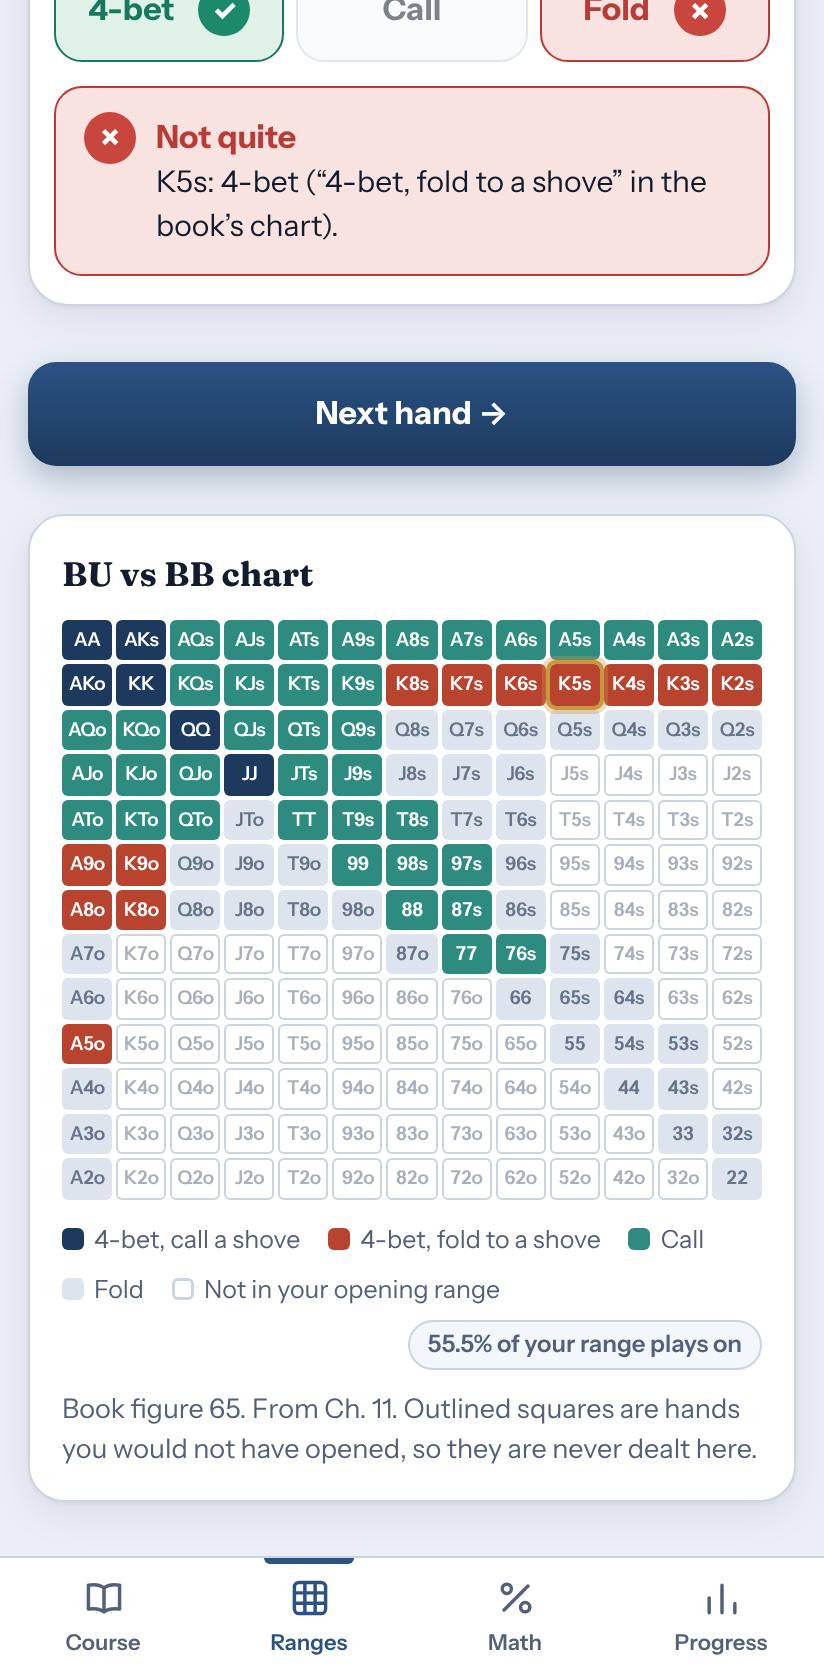 4-bet Call Fold
Not quite
K5s: 4-bet (“4-bet, fold to a shove” in the
book’s chart).
Next hand →
BU vs BB chart
AA AKs AQs AJs ATs A9s A8s A7s A6s A5s A4s A3s A2s
AKo KK KQs KJs KTs K9s K8s K7s K6s K5s K4s K3s K2s
AQo KQo QQ QJs QTs Q9s Q8s Q7s Q6s Q5s Q4s Q3s Q2s
AJo KJo QJo JJ JTs J9s J8s J7s J6s J5s J4s J3s J2s
ATo KTo QTo JTo TT T9s T8s T7s T6s T5s T4s T3s T2s
A9o K9o Q9o J9o T9o 99 98s 97s 96s 95s 94s 93s 92s
A8o K8o Q8o J8o T8o 98o 88 87s 86s 85s 84s 83s 82s
A7o K7o Q7o J7o T7o 97o 87o 77 76s 75s 74s 73s 72s
A6o K6o Q6o J6o T6o 96o 86o 76o 66 65s 64s 63s 62s
A5o K5o Q5o J5o T5o 95o 85o 75o 65o 55 54s 53s 52s
A4o K4o Q4o J4o T4o 94o 84o 74o 64o 54o 44 43s 42s
A3o K3o Q3o J3o T3o 93o 83o 73o 63o 53o 43o 33 32s
A2o K2o Q2o J2o T2o 92o 82o 72o 62o 52o 42o 32o 22
4-bet, call a shove 4-bet, fold to a shove Call
Fold Not in your opening range
55.5% of your range plays on
Book figure 65. From Ch. 11. Outlined squares are hands
you would not have opened, so they are never dealt here.
Course Ranges Math Progress